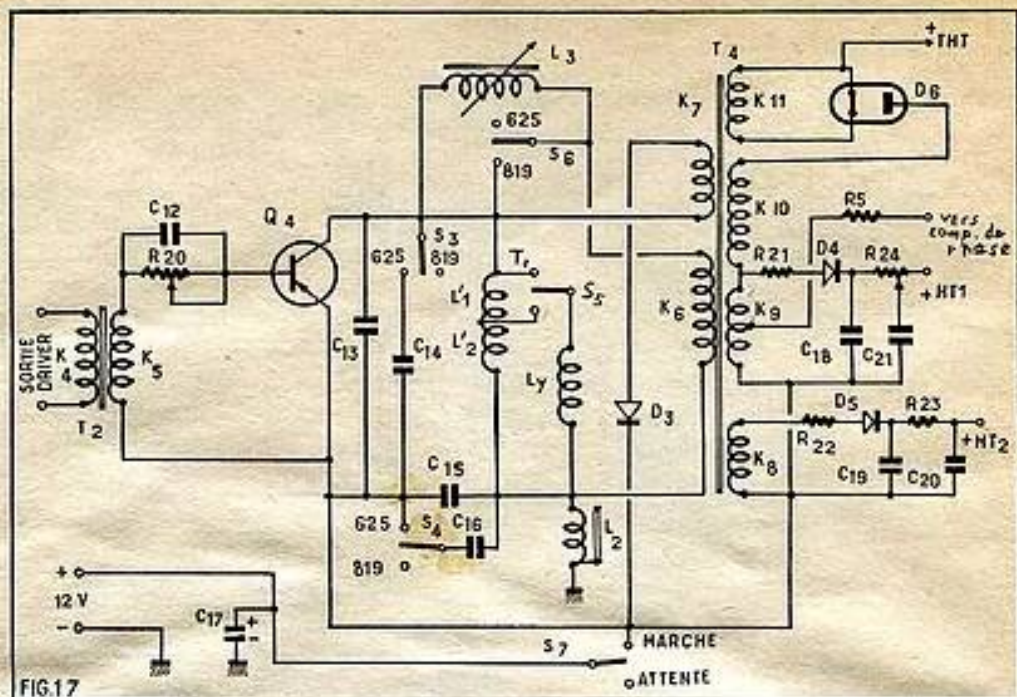 L3
625
S6
819
T4
+ THT
K11
D6
K7
C12
R20
Q4
S3
625
819
Tr
S5
L'1
L'2
Ly
K10
R5
vers
comp. de
phase
R21
D4
R24
+HT1
K6
K9
C18
C21
SORTIE
DRIVER
K4
K5
T2
C13
C14
D3
D5
R23
R22
+HT2
K8
C19
C20
C15
625
S4
C16
819
L2
+
12 V
-
C17
+
-
S7
MARCHE
ATTENTE
FIG.17